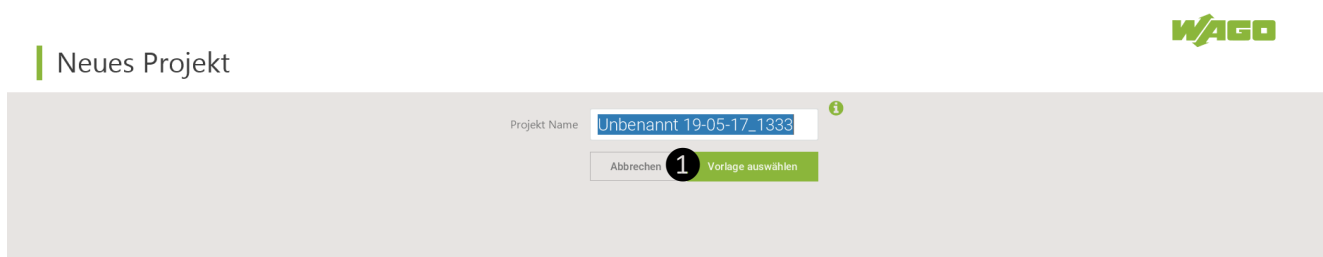 WAGO
Neues Projekt
Projekt Name
Unbenannt 19-05-17_1333
Abbrechen
1
Vorlage auswählen